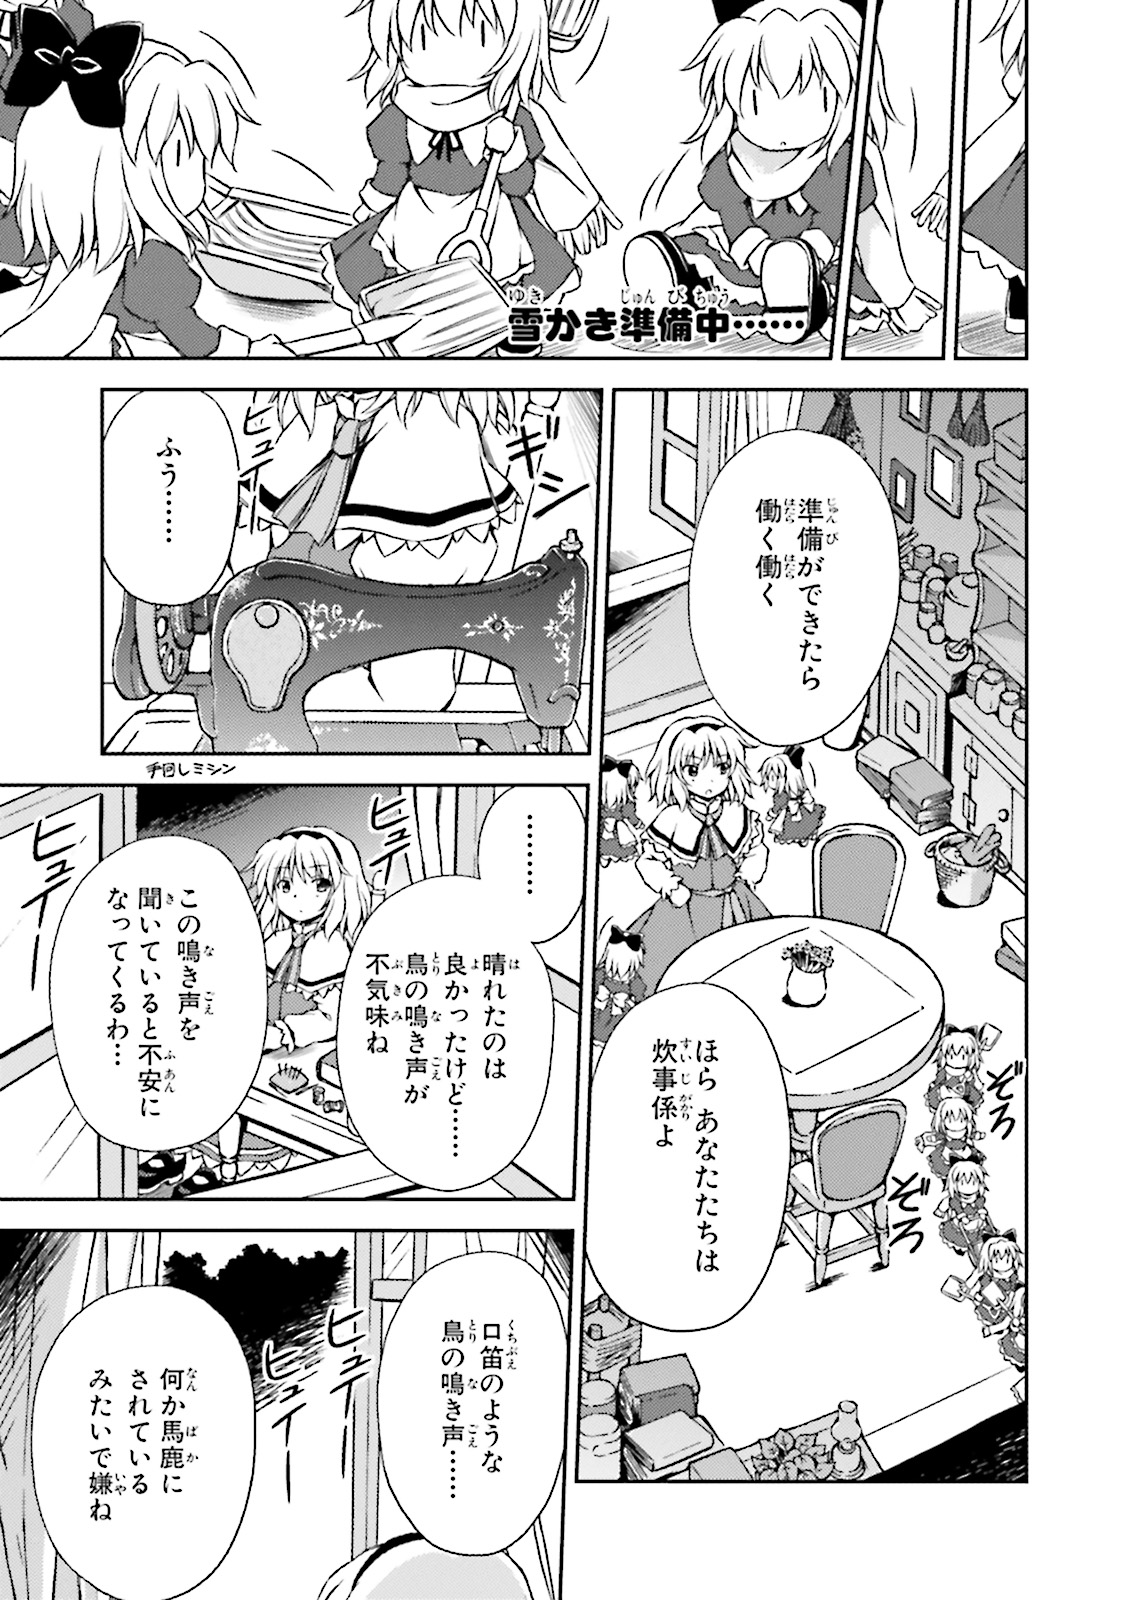 雪かき準備中……
準備ができたら
働く働く
ほら あなたたちは
炊事係よ
ぞろ
ぞろ
ギシ
ヒュイー
ふう……
手回しミシン
………
晴れたのは
良かったけど……
鳥の鳴き声が
不気味ね
ヒュイー
ヒュイー
この鳴き声を
聞いていると不安に
なってくるわ…
口笛のような
鳥の鳴き声……
ヒュイー
ヒュイー
何か馬鹿に
されている
みたいで嫌ね